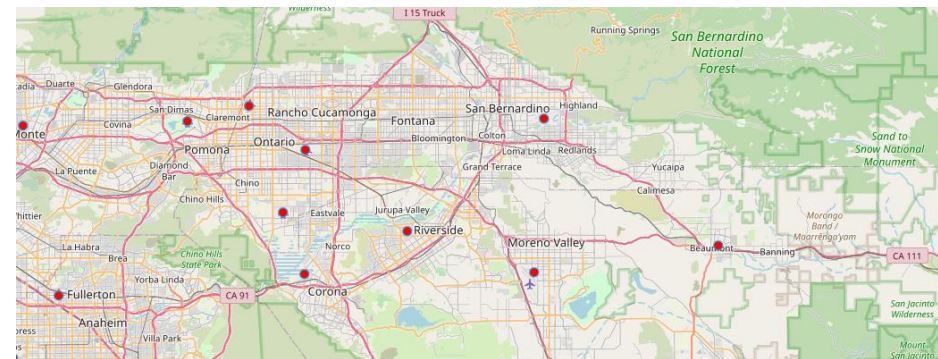 Wilderness
I 15 Truck
Running Springs
San Bernardino
National
Forest
Duarte
Glendora
San Dimas
Claremont
Rancho Cucamonga
San Bernardino
Highland
Covina
Fontana
Monte
Ontario
Bloomington
Colton
Pomona
Loma Linda
Redlands
Sand to
Snow National
Monument
La Puente
Diamond
Bar
Grand Terrace
Yucaipa
Chino
Calimesa
Chino Hills
Eastvale
Jurupa Valley
Whittier
Riverside
Morongo
Band /
Maarrenga'yam
La Habra
Norco
Moreno Valley
Beaumont
Banning
Brea
Chino Hills
State Park
CA 111
Yorba Linda
Fullerton
CA 91
Corona
Anaheim
San Jacinto
Wilderness
Villa Park
Mount
San Jacinto